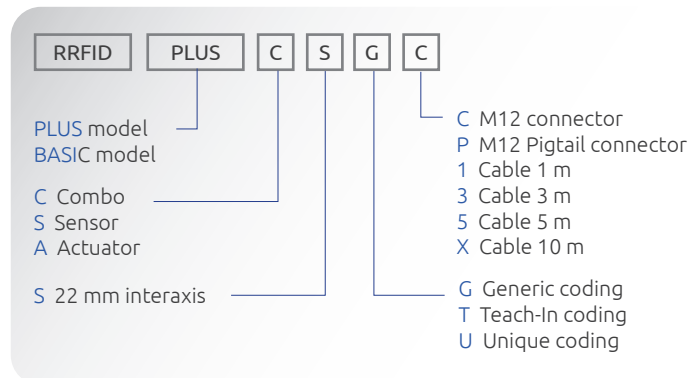 RRFID PLUS C S G C
PLUS model
BASIC model
C Combo
S Sensor
A Actuator
S 22 mm interaxis
C M12 connector
P M12 Pigtail connector
1 Cable 1 m
3 Cable 3 m
5 Cable 5 m
X Cable 10 m
G Generic coding
T Teach-In coding
U Unique coding